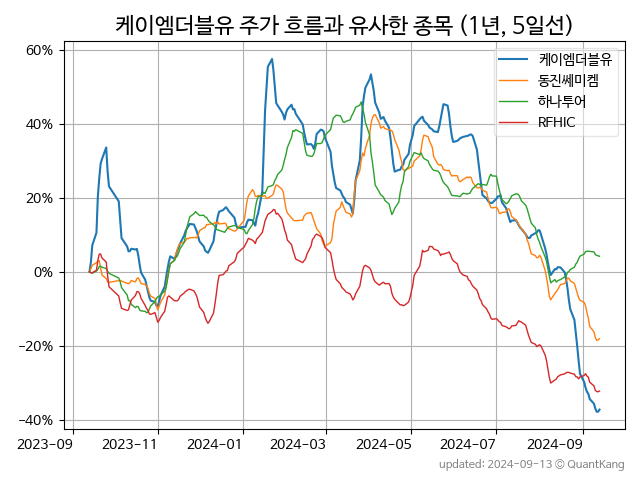 케이엠더블유 주가 흐름과 유사한 종목 (1년, 5일선)
케이엠더블유
동진쎄미켐
하나투어
RFHIC
60%
40%
20%
0%
−20%
−40%
2023-09
2023-11
2024-01
2024-03
2024-05
2024-07
2024-09
updated: 2024-09-13 © QuantKang